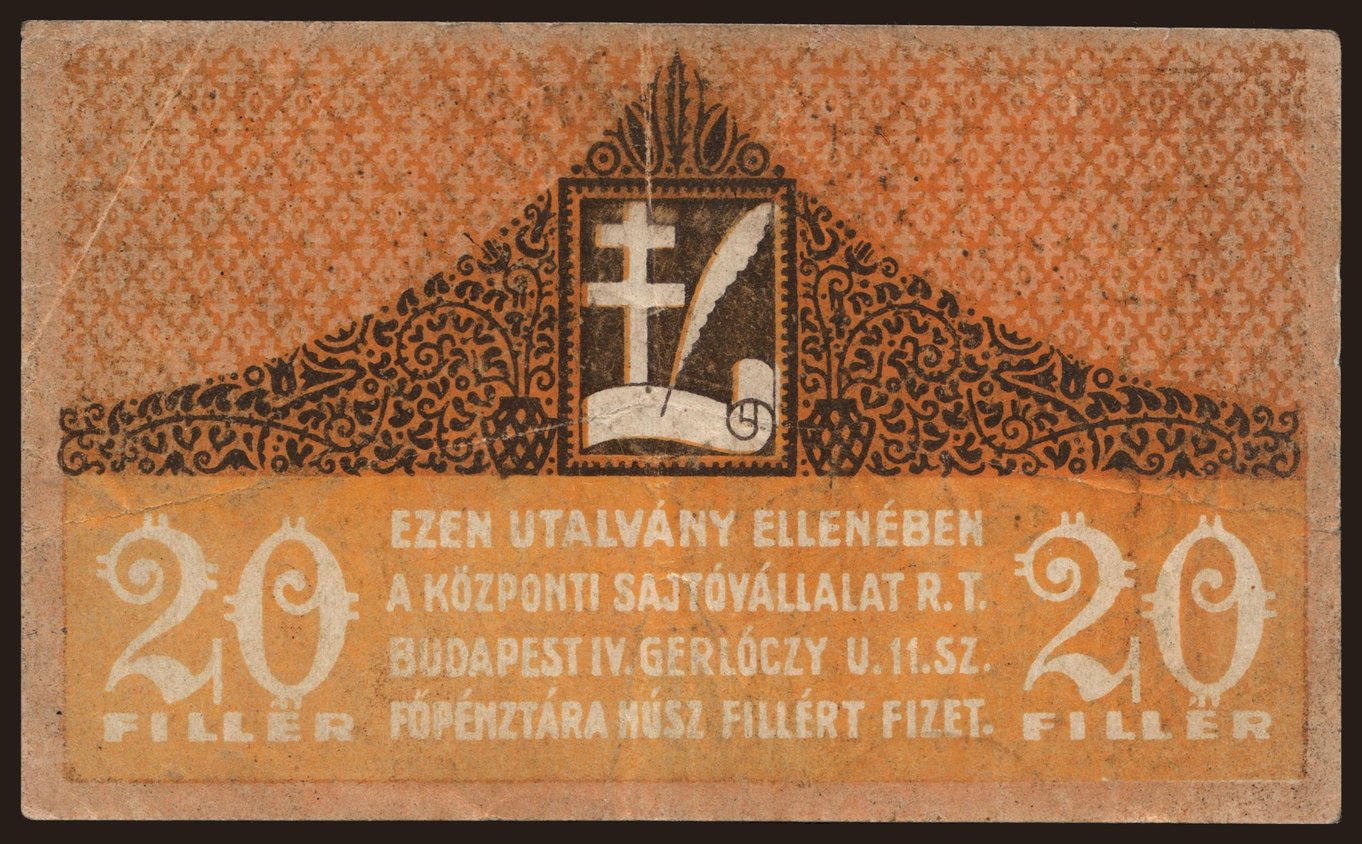 EZEN UTALVÁNY ELLENÉBEN
A KÖZPONTI SAJTÓVÁLLALAT R.T.
BUDAPEST IV. GERLÓCZY U. 11. SZ.
FŐPÉNZTÁRA HÚSZ FILLÉRT FIZET.
20
FILLÉR
20
FILLÉR